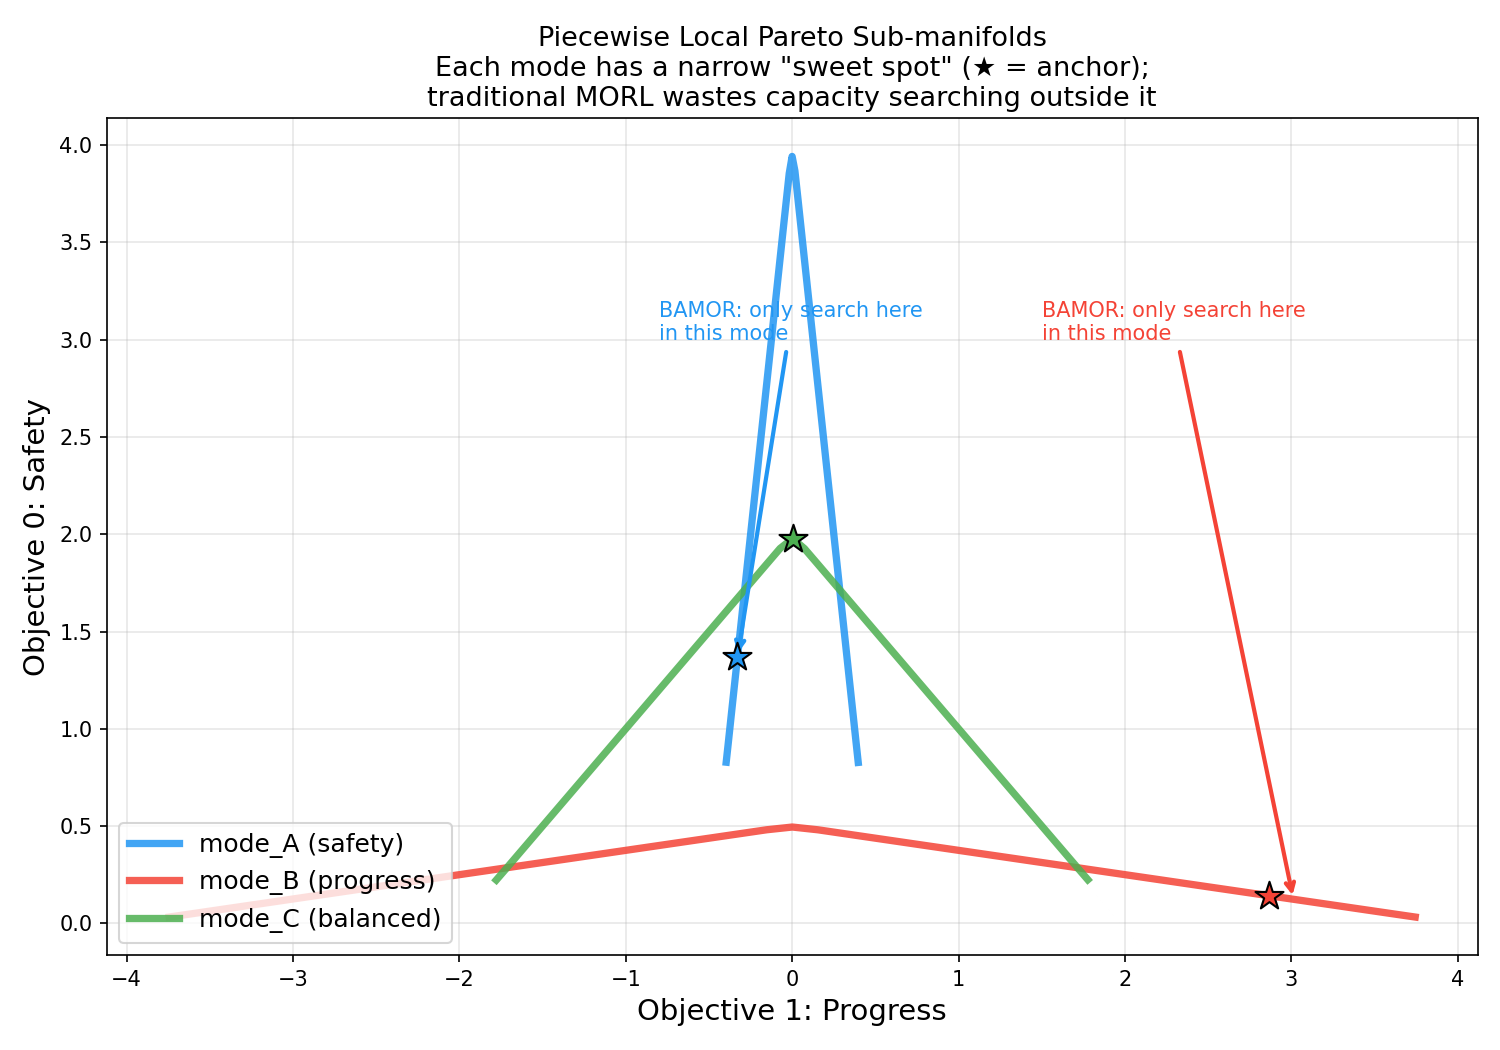 Piecewise Local Pareto Sub-manifolds
Each mode has a narrow "sweet spot" (★ = anchor);
traditional MORL wastes capacity searching outside it
4.0
3.5
3.0
2.5
2.0
1.5
1.0
0.5
0.0
Objective 0: Safety
BAMOR: only search here
in this mode
BAMOR: only search here
in this mode
mode_A (safety)
mode_B (progress)
mode_C (balanced)
−4
−3
−2
−1
0
1
2
3
4
Objective 1: Progress